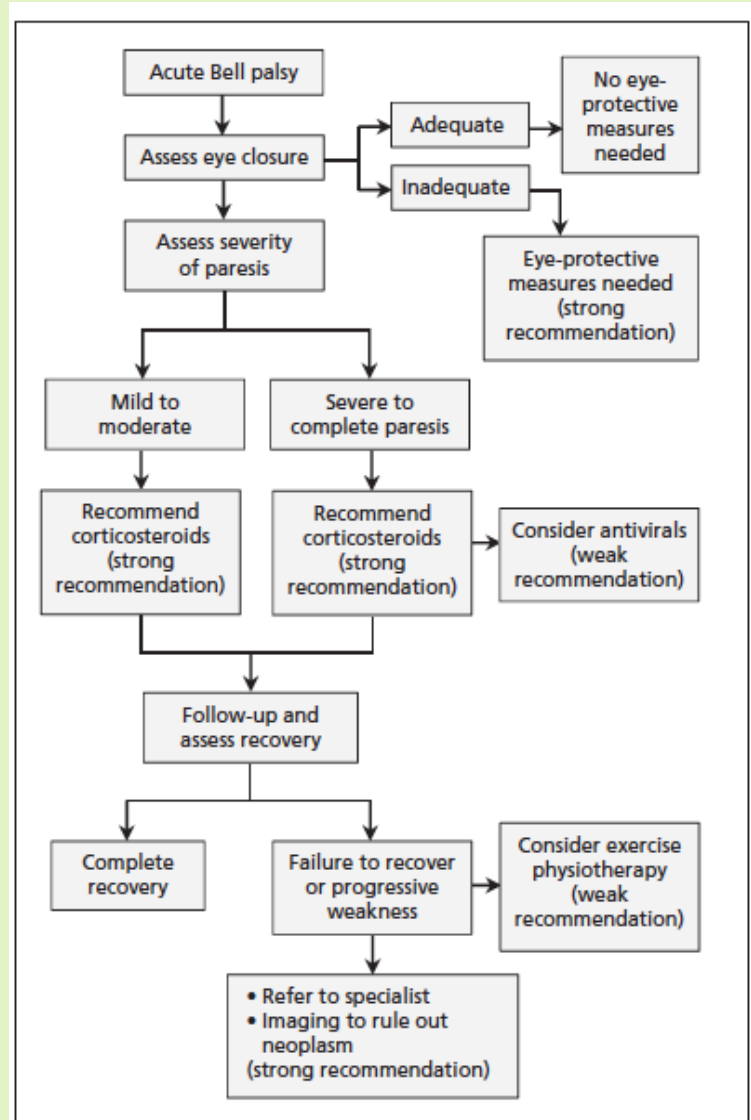 Acute Bell palsy
Assess eye closure
Adequate
No eye-
protective
measures
needed
Inadequate
Eye-protective
measures needed
(strong
recommendation)
Assess severity
of paresis
Mild to
moderate
Severe to
complete paresis
Recommend
corticosteroids
(strong
recommendation)
Recommend
corticosteroids
(strong
recommendation)
Consider antivirals
(weak
recommendation)
Follow-up and
assess recovery
Complete
recovery
Failure to recover
or progressive
weakness
Consider exercise
physiotherapy
(weak
recommendation)
• Refer to specialist
• Imaging to rule out
neoplasm
(strong recommendation)